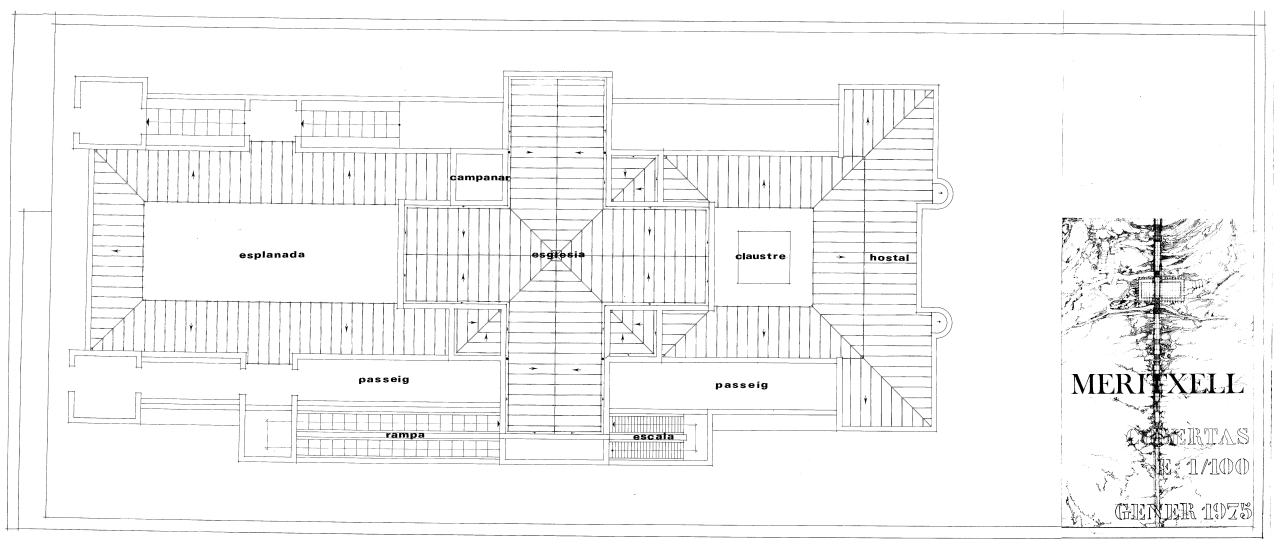 campanar
esplanada
esglesia
claustre
hostal
passeig
passeig
rampa
escala
MERITXELL
COBERTAS
E: 1/100
GENER 1975